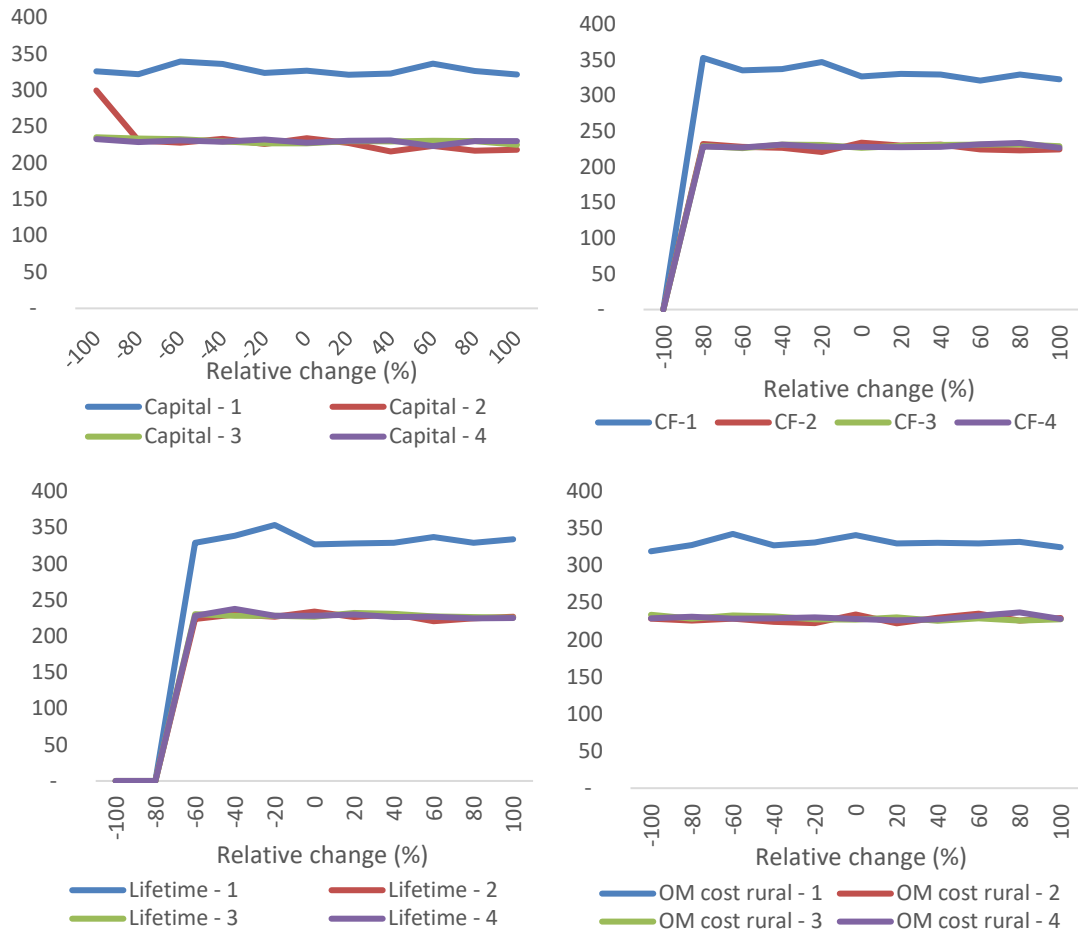 400
350
300
250
200
150
100
50
-
-100 -80 -60 -40 -20 0 20 40 60 80 100
Relative change (%)
Capital - 1 Capital - 2
Capital - 3 Capital - 4
400
350
300
250
200
150
100
50
-
-100 -80 -60 -40 -20 0 20 40 60 80 100
Relative change (%)
CF-1 CF-2 CF-3 CF-4
400
350
300
250
200
150
100
50
-
-100 -80 -60 -40 -20 0 20 40 60 80 100
Relative change (%)
Lifetime - 1 Lifetime - 2
Lifetime - 3 Lifetime - 4
400
350
300
250
200
150
100
50
-
-100 -80 -60 -40 -20 0 20 40 60 80 100
Relative change (%)
OM cost rural - 1 OM cost rural - 2
OM cost rural - 3 OM cost rural - 4